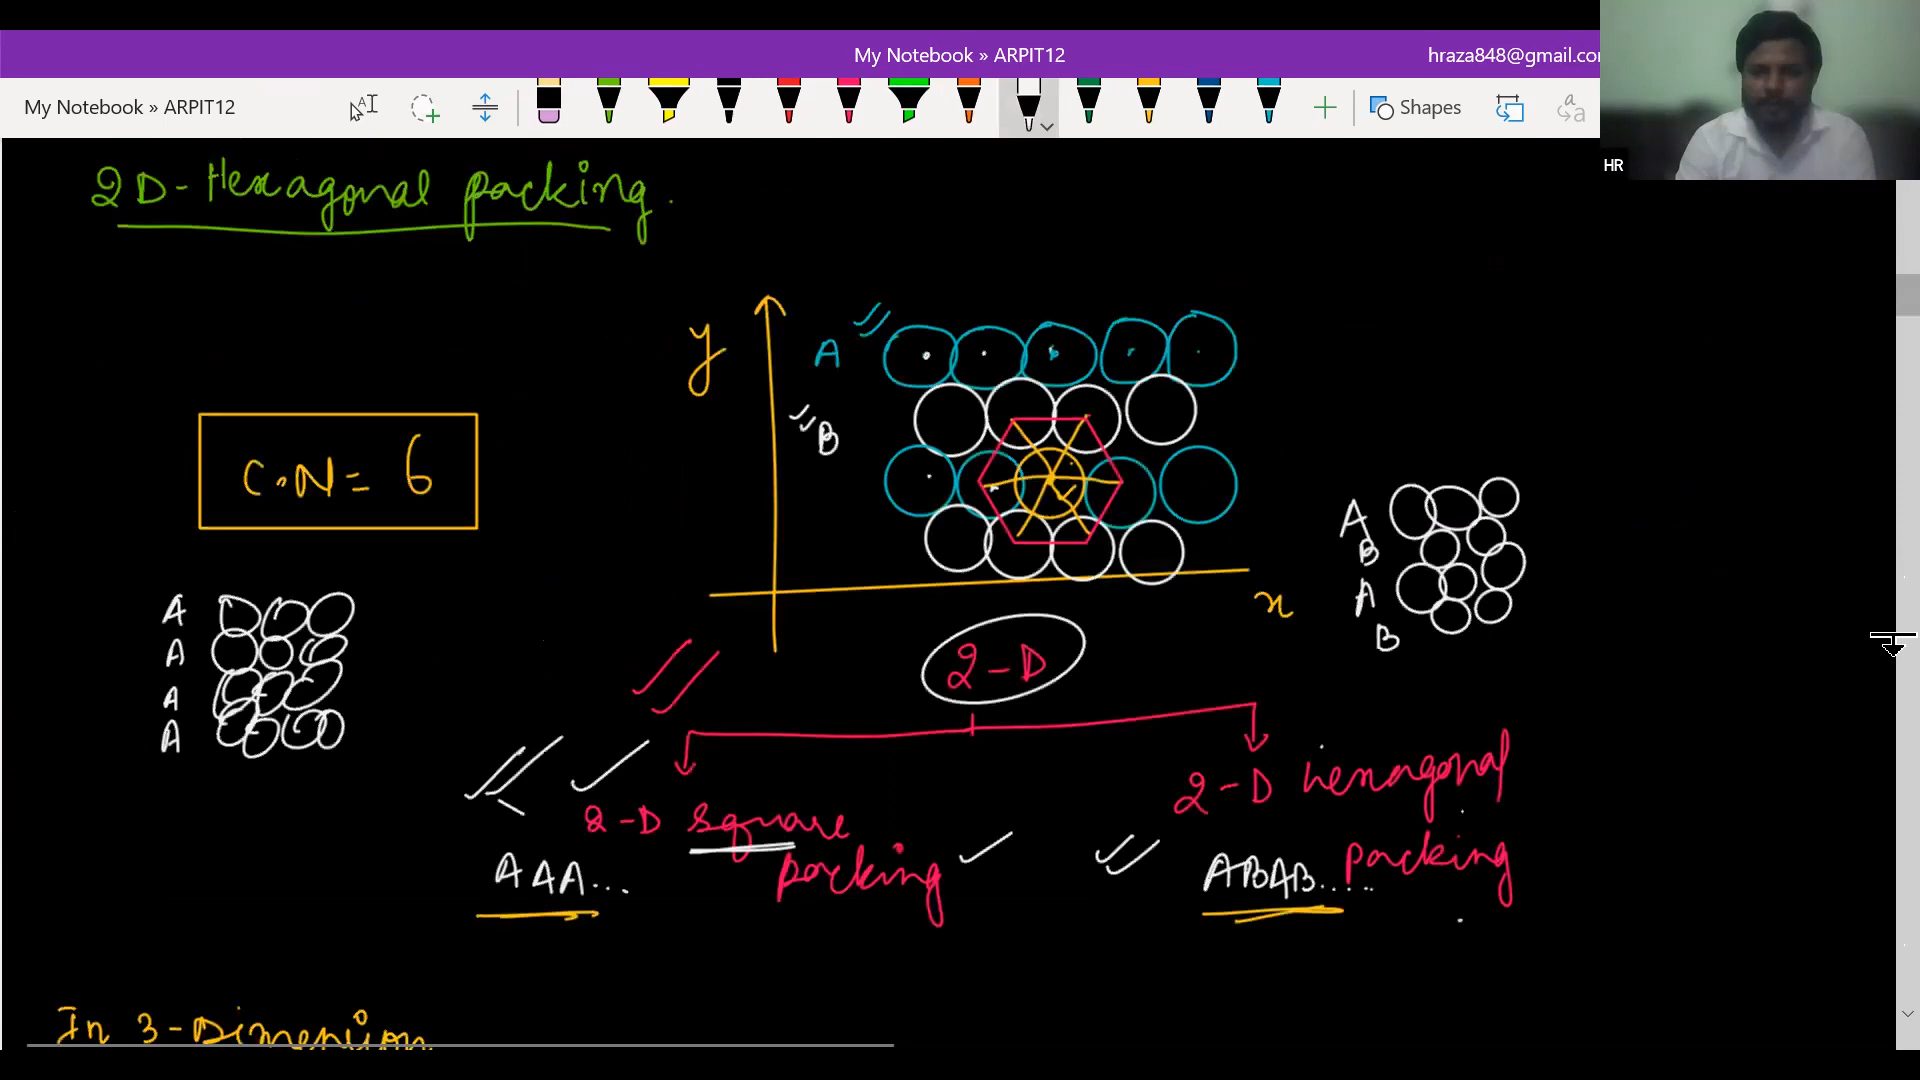 My Notebook » ARPIT12
hraza848@gmail.co
My Notebook » ARPIT12
Shapes
HR
2D-Hexagonal packing.
y
A
B
C.N = 6
A
B
A
B
x
A
A
A
A
2-D
2-D square packing
2-D hexagonal packing
AAA...
ABAB.....
In 3-Dimension